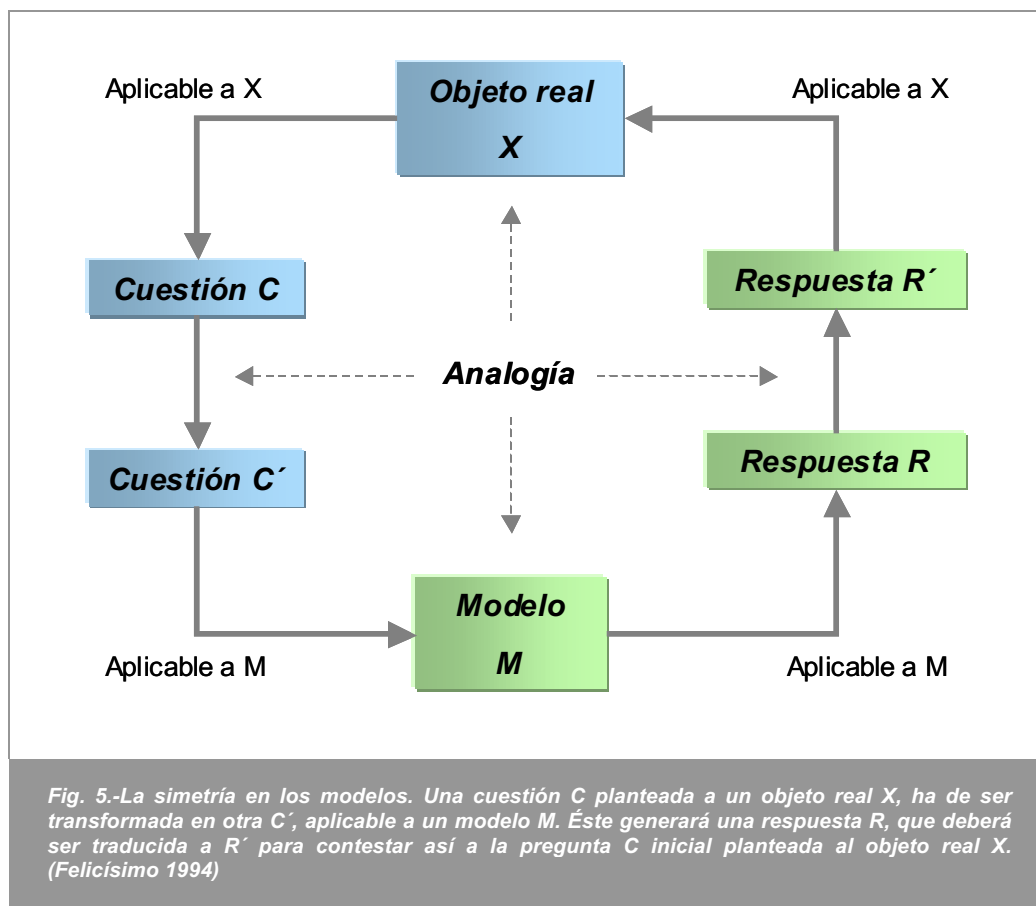 Aplicable a X
Objeto real
X
Aplicable a X
Cuestión C
Respuesta R´
Analogía
Cuestión C´
Respuesta R
Modelo
M
Aplicable a M
Aplicable a M
Fig. 5.-La simetría en los modelos. Una cuestión C planteada a un objeto real X, ha de ser
transformada en otra C´, aplicable a un modelo M. Éste generará una respuesta R, que deberá
ser traducida a R´ para contestar así a la pregunta C inicial planteada al objeto real X.
(Felicísimo 1994)